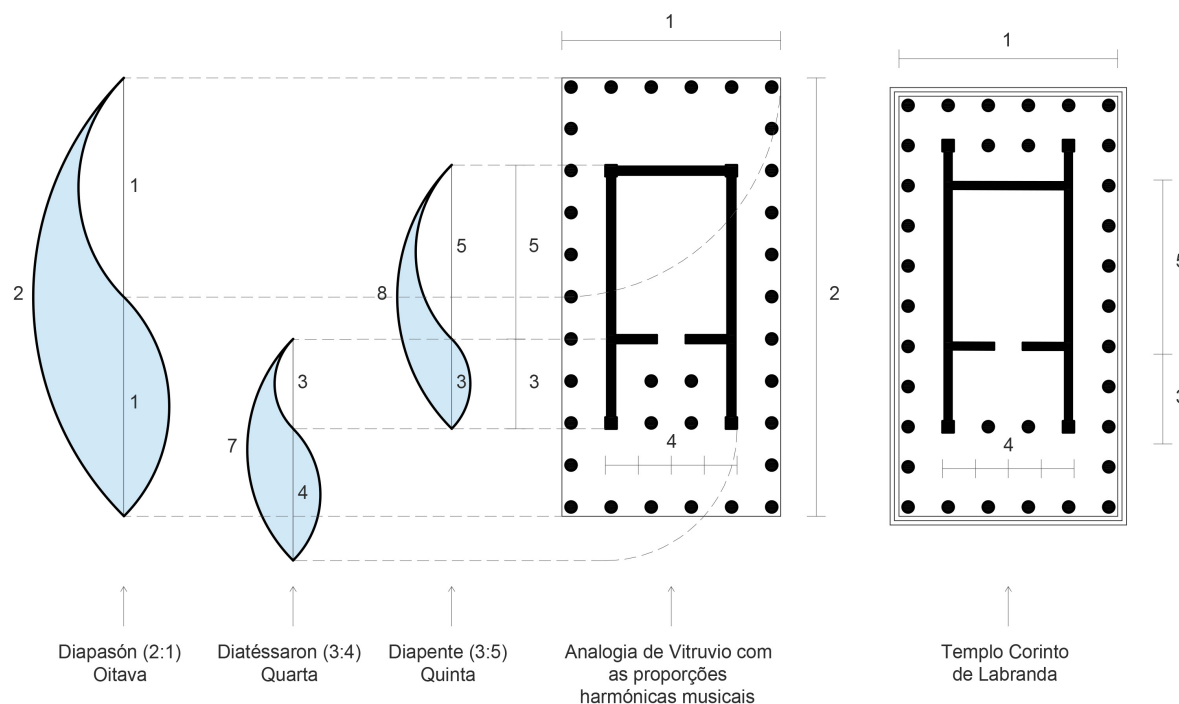 1
1
2
1
1
2
8
5
5
3
3
7
3
4
4
5
3
4
Diapasón (2:1)
Oitava
Diatéssaron (3:4)
Quarta
Diapente (3:5)
Quinta
Analogia de Vitruvio com
as proporções
harmónicas musicais
Templo Corinto
de Labranda